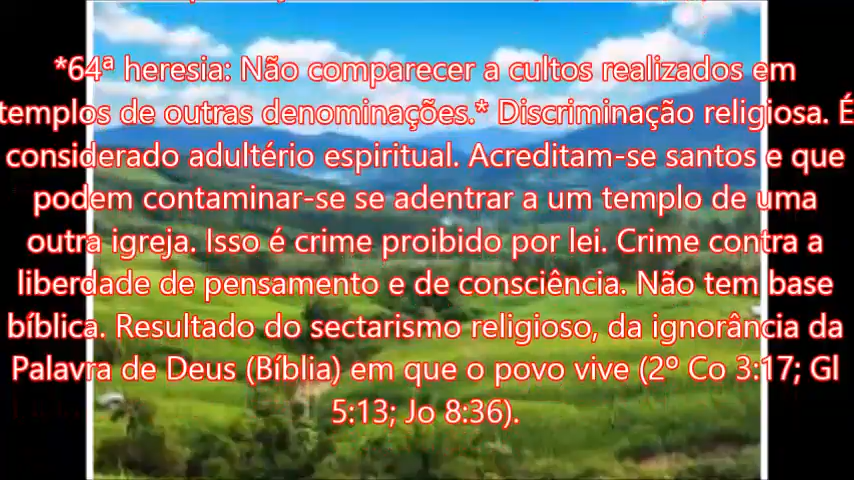 *64ª heresia: Não comparecer a cultos realizados em
templos de outras denominações.* Discriminação religiosa. É
considerado adultério espiritual. Acreditam-se santos e que
podem contaminar-se se adentrar a um templo de uma
outra igreja. Isso é crime proibido por lei. Crime contra a
liberdade de pensamento e de consciência. Não tem base
bíblica. Resultado do sectarismo religioso, da ignorância da
Palavra de Deus (Bíblia) em que o povo vive (2º Co 3:17; Gl
5:13; Jo 8:36).